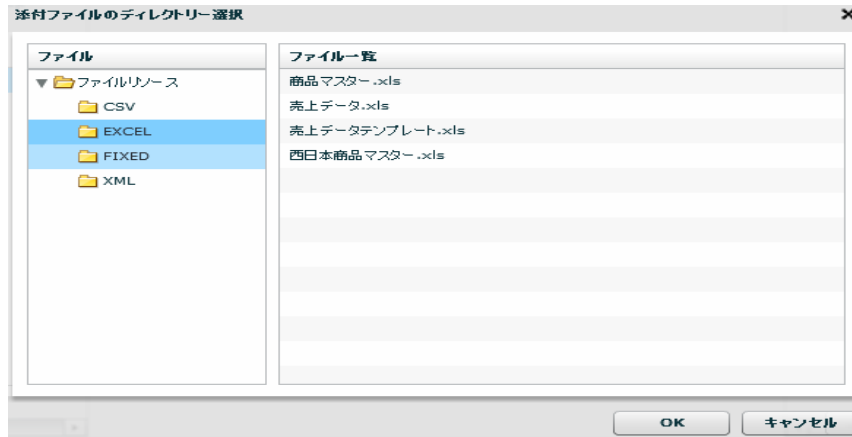 添付ファイルのディレクトリー選択
ファイル
ファイルリソース
CSV
EXCEL
FIXED
XML
ファイル一覧
商品マスター.xls
売上データ.xls
売上データテンプレート.xls
西日本商品マスター.xls
OK
キャンセル